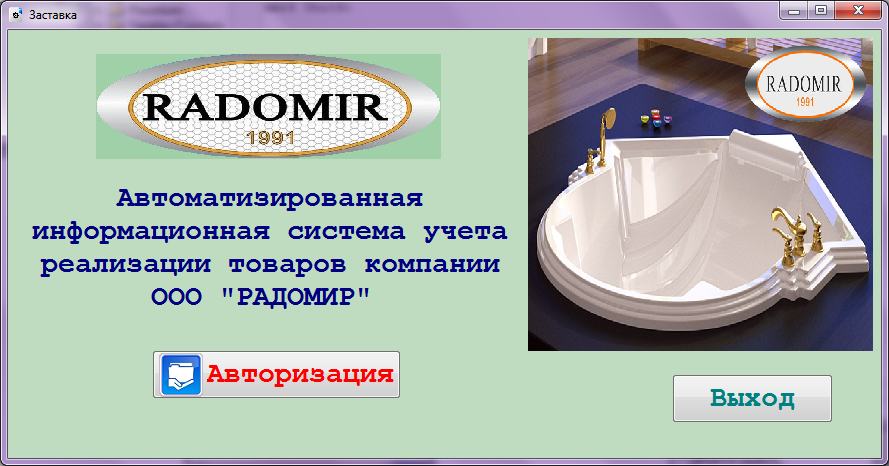 Заставка
RADOMIR
1991
Автоматизированная
информационная система учета
реализации товаров компании
ООО "РАДОМИР"
Авторизация
RADOMIR
1991
Выход